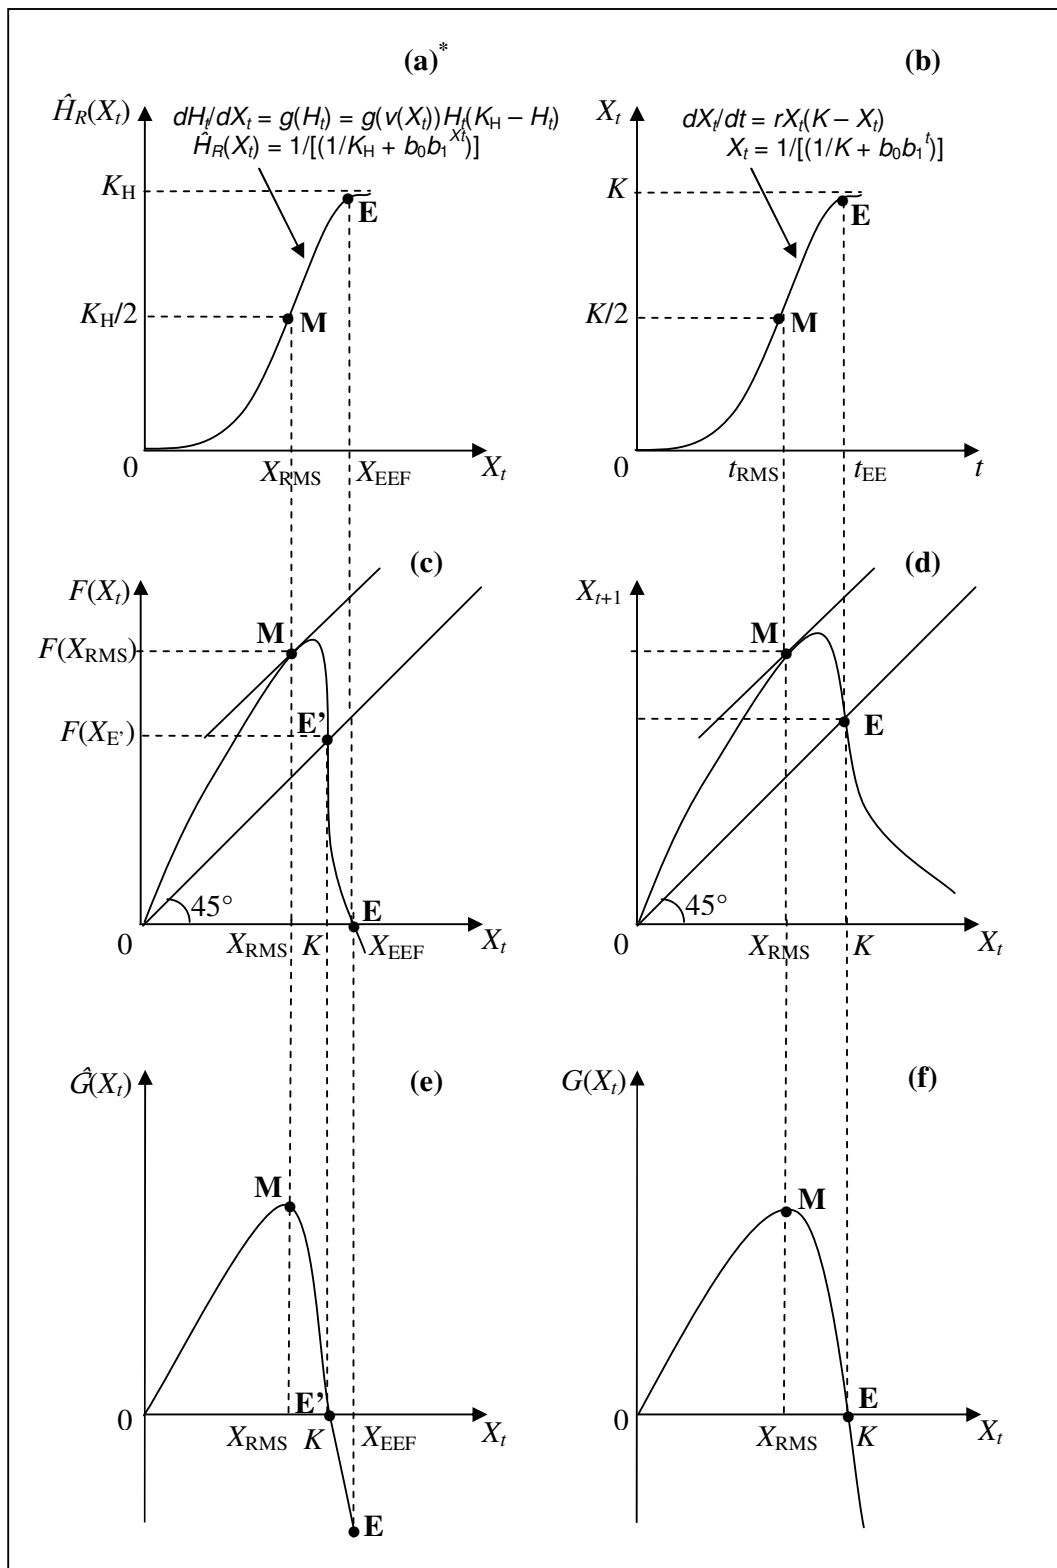 (a)*
Ĥ_R(X_t)
dH_t/dX_t = g(H_t) = g(v(X_t))H_t(K_H – H_t)
Ĥ_R(X_t) = 1/[(1/K_H + b_0b_1^{X_t})]
K_H
E
K_H/2
M
0
X_RMS
X_EEF
X_t
(b)
X_t
dX_t/dt = rX_t(K – X_t)
X_t = 1/[(1/K + b_0b_1^t)]
K
E
K/2
M
0
t_RMS
t_EE
t
(c)
F(X_t)
M
F(X_RMS)
E’
F(X_E’)
45°
E
0
X_RMS
K
X_EEF
X_t
(d)
X_{t+1}
M
E
45°
0
X_RMS
K
X_t
(e)
Ĝ(X_t)
M
E’
0
X_RMS
K
X_EEF
X_t
E
(f)
G(X_t)
M
E
0
X_RMS
K
X_t